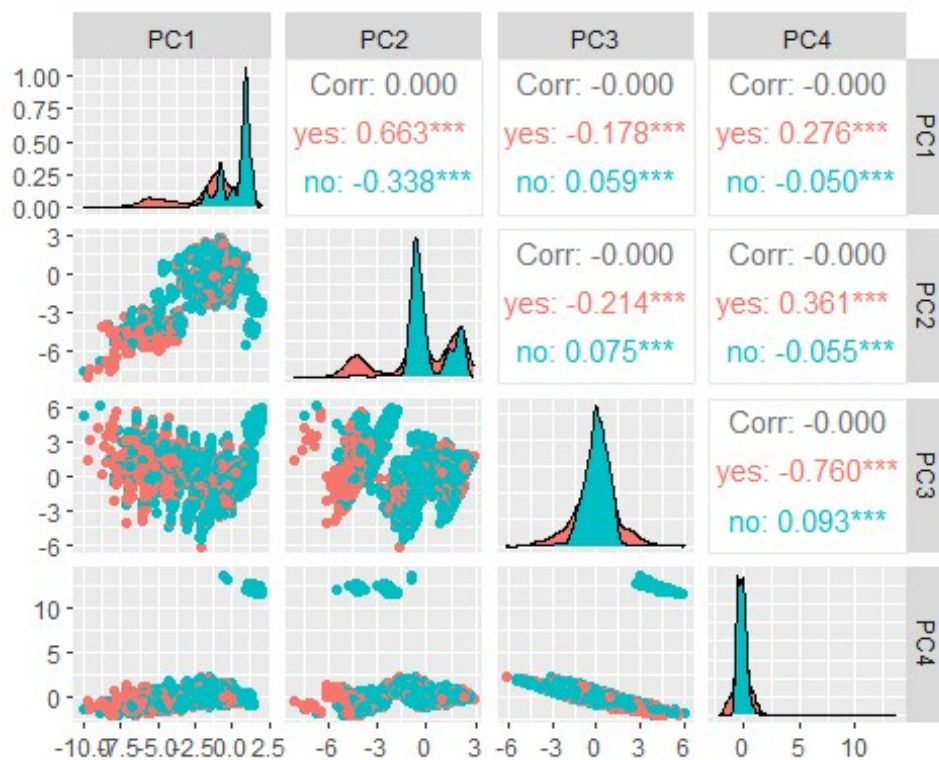 PC1 PC2 PC3 PC4
1.00
0.75
0.50
0.25
0.00
Corr: 0.000
yes: 0.663***
no: -0.338***
Corr: -0.000
yes: -0.178***
no: 0.059***
Corr: -0.000
yes: 0.276***
no: -0.050***
PC1
3
0
-3
-6
Corr: -0.000
yes: -0.214***
no: 0.075***
Corr: -0.000
yes: 0.361***
no: -0.055***
PC2
6
3
0
-3
-6
Corr: -0.000
yes: -0.760***
no: 0.093***
PC3
10
5
0
PC4
-10.0 -7.5 -5.0 -2.5 0.0 2.5
-6 -3 0 3
-6 -3 0 3 6
0 5 10